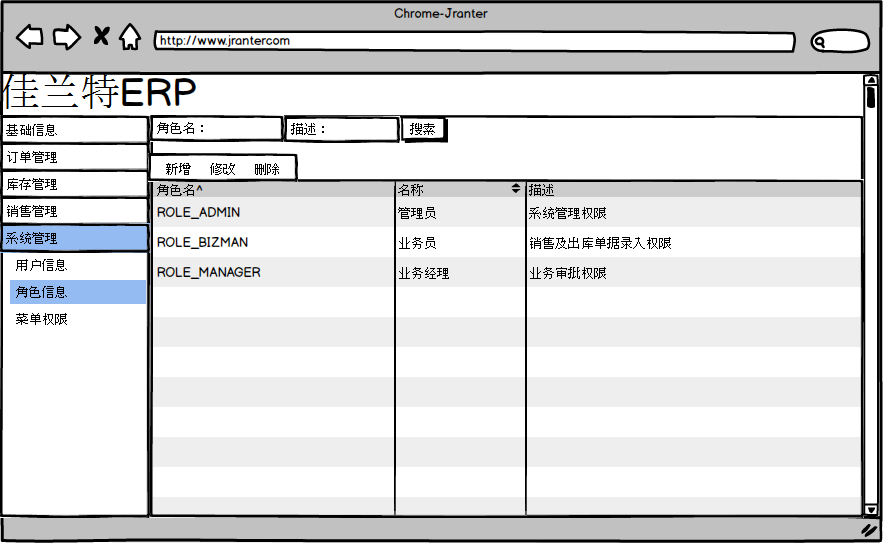 Chrome-Jranter
http://www.jrantercom
佳兰特ERP
基础信息
订单管理
库存管理
销售管理
系统管理
用户信息
角色信息
菜单权限
角色名： 描述： 搜索
新增 修改 删除
角色名^ 名称 描述
ROLE_ADMIN 管理员 系统管理权限
ROLE_BIZMAN 业务员 销售及出库单据录入权限
ROLE_MANAGER 业务经理 业务审批权限